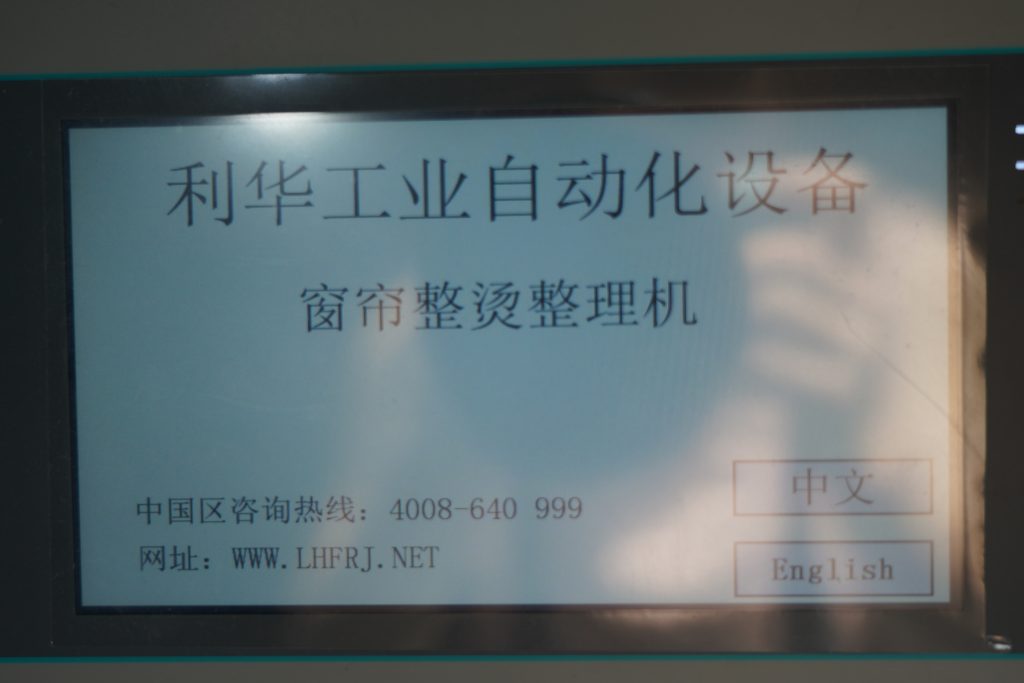 利华工业自动化设备
窗帘整烫整理机
中国区咨询热线：4008-640 999
网址：WWW.LHFRJ.NET
中文
English